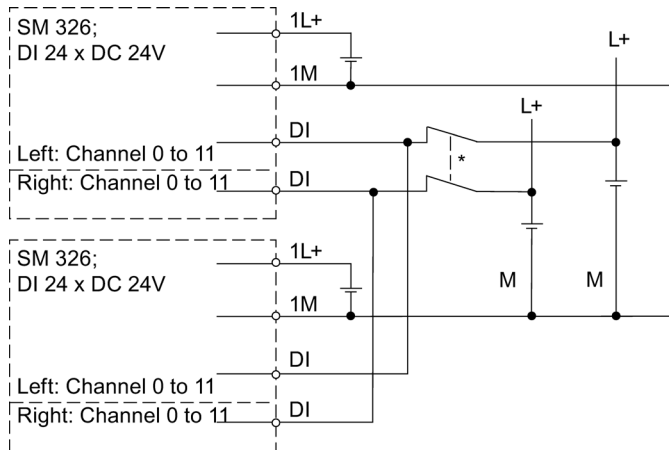 SM 326;
DI 24 x DC 24V
1L+
1M
DI
Left: Channel 0 to 11
Right: Channel 0 to 11
DI
*
L+
L+
M
M
SM 326;
DI 24 x DC 24V
1L+
1M
DI
Left: Channel 0 to 11
Right: Channel 0 to 11
DI